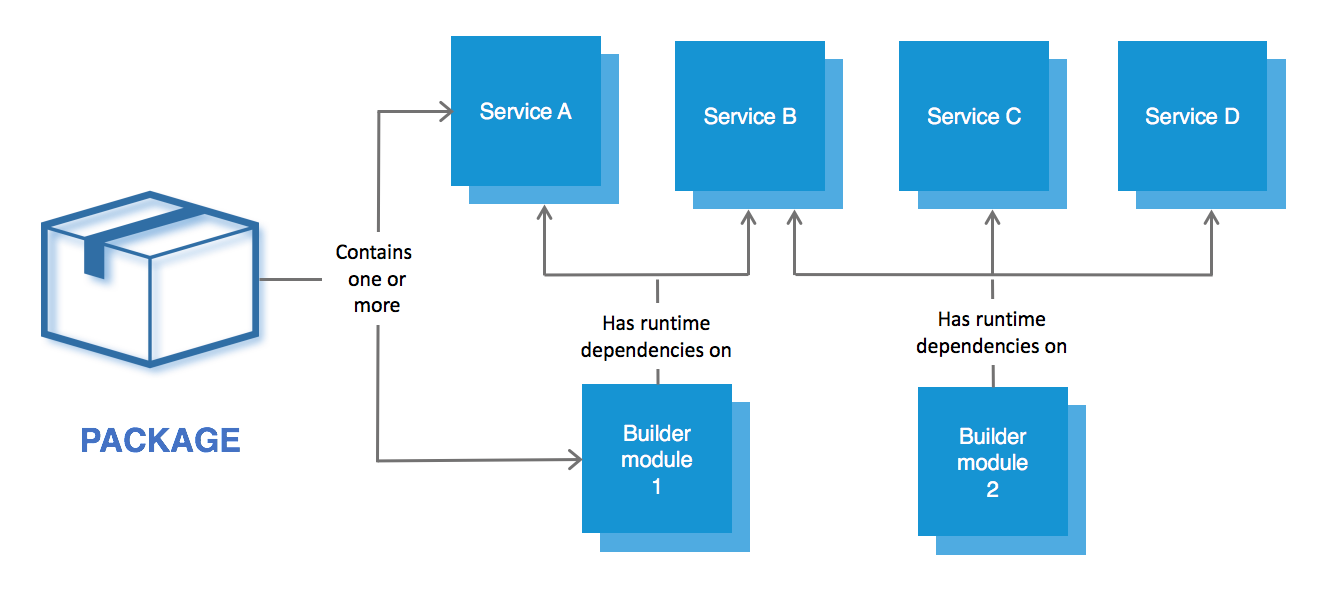 Service A
Service B
Service C
Service D
Contains
one or
more
Has runtime
dependencies on
Has runtime
dependencies on
PACKAGE
Builder
module
1
Builder
module
2